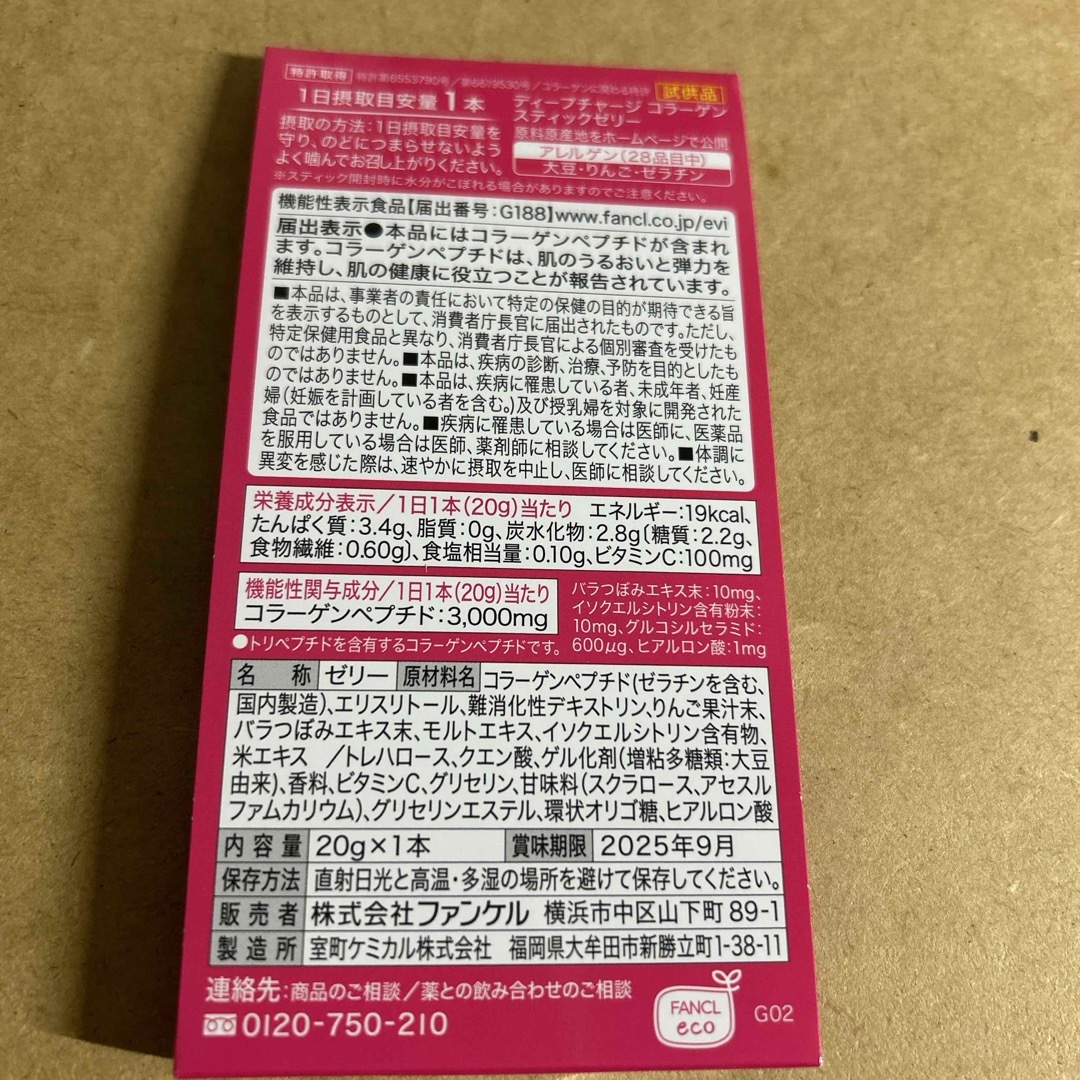 特許取得 特許第6553790号/第6619530号/コラーゲンに関わる特許
試供品
1日摂取目安量1本
摂取の方法:1日摂取目安量を
守り、のどにつまらせないよう
よく噛んでお召し上がりください。
ディープチャージ コラーゲン
スティックゼリー
原料原産地をホームページで公開
アレルゲン(28品目中)
大豆・りんご・ゼラチン
※スティック開封時に水分がこぼれる場合がありますのでご注意ください。
機能性表示食品【届出番号:G188】www.fancl.co.jp/evi
届出表示●本品にはコラーゲンペプチドが含まれ
ます。コラーゲンペプチドは、肌のうるおいと弾力を
維持し、肌の健康に役立つことが報告されています。
■本品は、事業者の責任において特定の保健の目的が期待できる旨
を表示するものとして、消費者庁長官に届出されたものです。ただし、
特定保健用食品と異なり、消費者庁長官による個別審査を受けたも
のではありません。■本品は、疾病の診断、治療、予防を目的としたも
のではありません。■本品は、疾病に罹患している者、未成年者、妊産
婦(妊娠を計画している者を含む。)及び授乳婦を対象に開発された
食品ではありません。■疾病に罹患している場合は医師に、医薬品
を服用している場合は医師、薬剤師に相談してください。■体調に
異変を感じた際は、速やかに摂取を中止し、医師に相談してください。
栄養成分表示/1日1本(20g)当たり エネルギー:19kcal、
たんぱく質:3.4g、脂質:0g、炭水化物:2.8g〔糖質:2.2g、
食物繊維:0.60g〕、食塩相当量:0.10g、ビタミンC:100mg
機能性関与成分/1日1本(20g)当たり
コラーゲンペプチド:3,000mg
●トリペプチドを含有するコラーゲンペプチドです。
バラつぼみエキス末:10mg、
イソクエルシトリン含有粉末:
10mg、グルコシルセラミド:
600μg、ヒアルロン酸:1mg
名 称 ゼリー 原材料名 コラーゲンペプチド(ゼラチンを含む、
国内製造)、エリスリトール、難消化性デキストリン、りんご果汁末、
バラつぼみエキス末、モルトエキス、イソクエルシトリン含有物、
米エキス /トレハロース、クエン酸、ゲル化剤(増粘多糖類:大豆
由来)、香料、ビタミンC、グリセリン、甘味料(スクラロース、アセスル
ファムカリウム)、グリセリンエステル、環状オリゴ糖、ヒアルロン酸
内容量 20g×1本 賞味期限 2025年9月
保存方法 直射日光と高温・多湿の場所を避けて保存してください。
販売者 株式会社ファンケル 横浜市中区山下町89-1
製造所 室町ケミカル株式会社 福岡県大牟田市新勝立町1-38-11
連絡先:商品のご相談/薬との飲み合わせのご相談
0120-750-210
FANCL
eco
G02